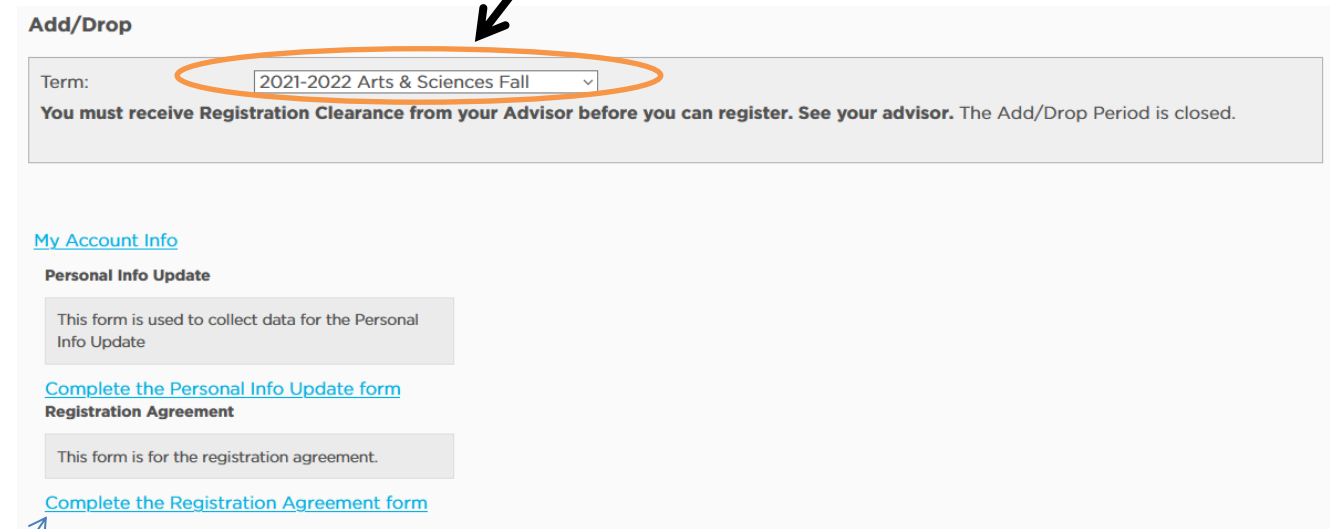 Add/Drop
Term: 2021-2022 Arts & Sciences Fall
You must receive Registration Clearance from your Advisor before you can register. See your advisor. The Add/Drop Period is closed.
My Account Info
Personal Info Update
This form is used to collect data for the Personal
Info Update
Complete the Personal Info Update form
Registration Agreement
This form is for the registration agreement.
Complete the Registration Agreement form